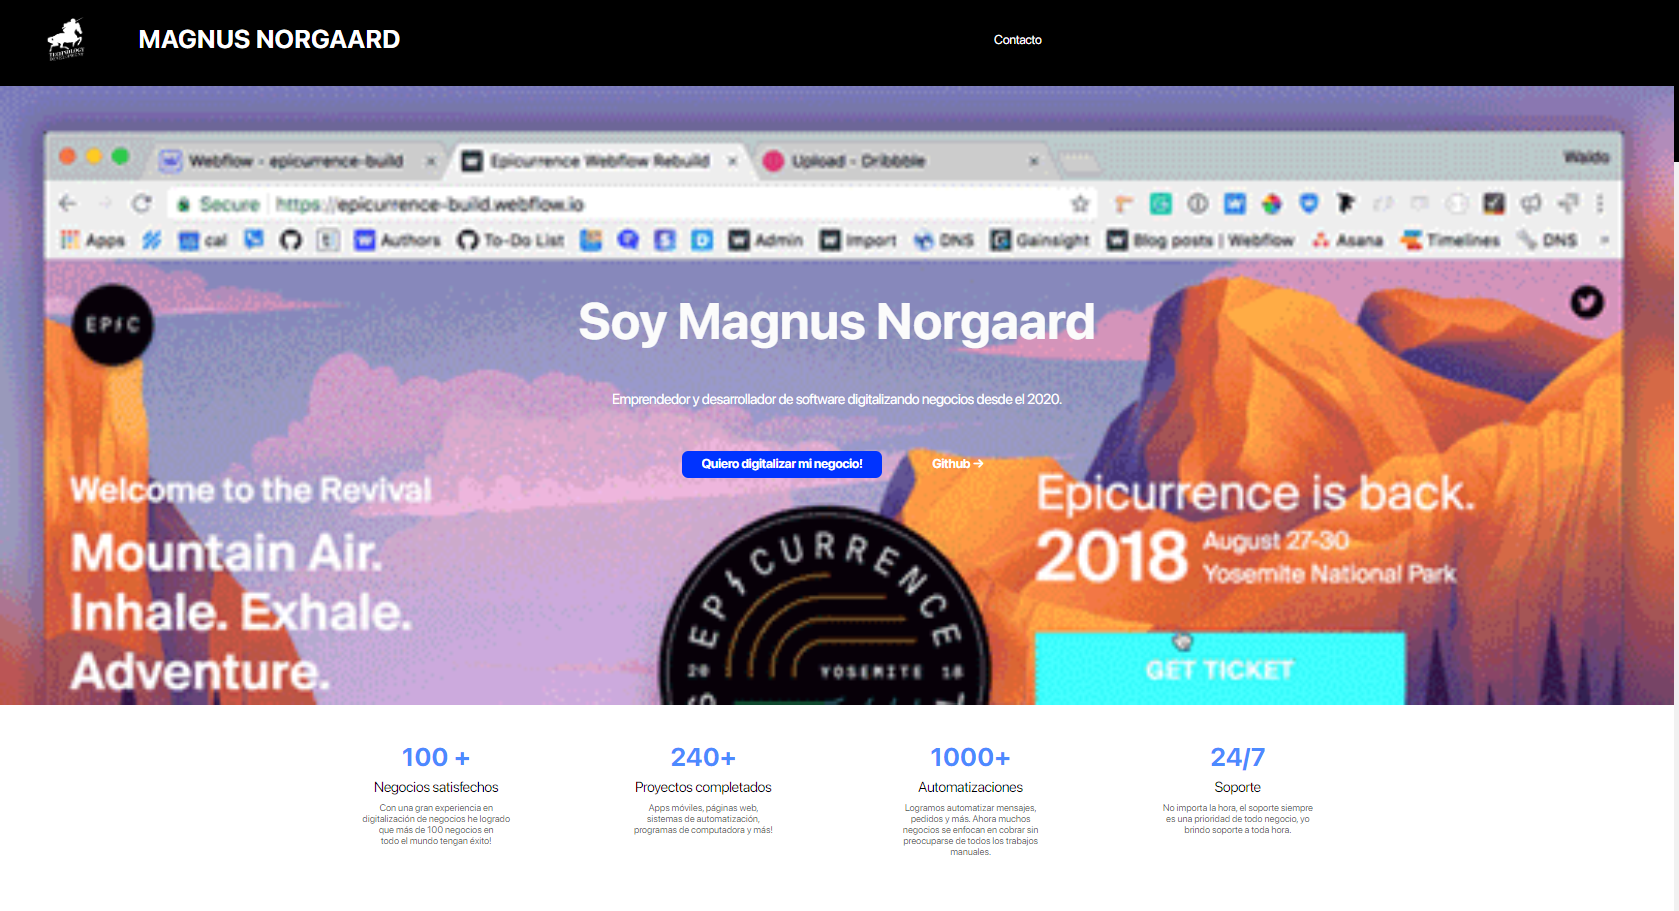 TECHNOLOGY
MAGNUS NORGAARD
Contacto
Webflow - epicurrence-build
Epicurrence Webflow Rebuild
Upload - Dribbble
Waldo
Secure https://epicurrence-build.webflow.io
Apps cal Authors To-Do List Admin Import DNS Gainsight Blog posts | Webflow Asana Timelines DNS »
EPIC
Soy Magnus Norgaard
Emprendedor y desarrollador de software digitalizando negocios desde el 2020.
Quiero digitalizar mi negocio!
Github →
Welcome to the Revival
Mountain Air.
Inhale. Exhale.
Adventure.
EPICURRENCE
20 YOSEMITE 18
Epicurrence is back.
2018 August 27-30
Yosemite National Park
GET TICKET
100 +
Negocios satisfechos
Con una gran experiencia en
digitalización de negocios he logrado
que más de 100 negocios en
todo el mundo tengan éxito!
240+
Proyectos completados
Apps móviles, páginas web,
sistemas de automatización,
programas de computadora y más!
1000+
Automatizaciones
Logramos automatizar mensajes,
pedidos y más. Ahora muchos
negocios se enfocan en cobrar sin
preocuparse de todos los trabajos
manuales.
24/7
Soporte
No importa la hora, el soporte siempre
es una prioridad de todo negocio, yo
brindo soporte a toda hora.